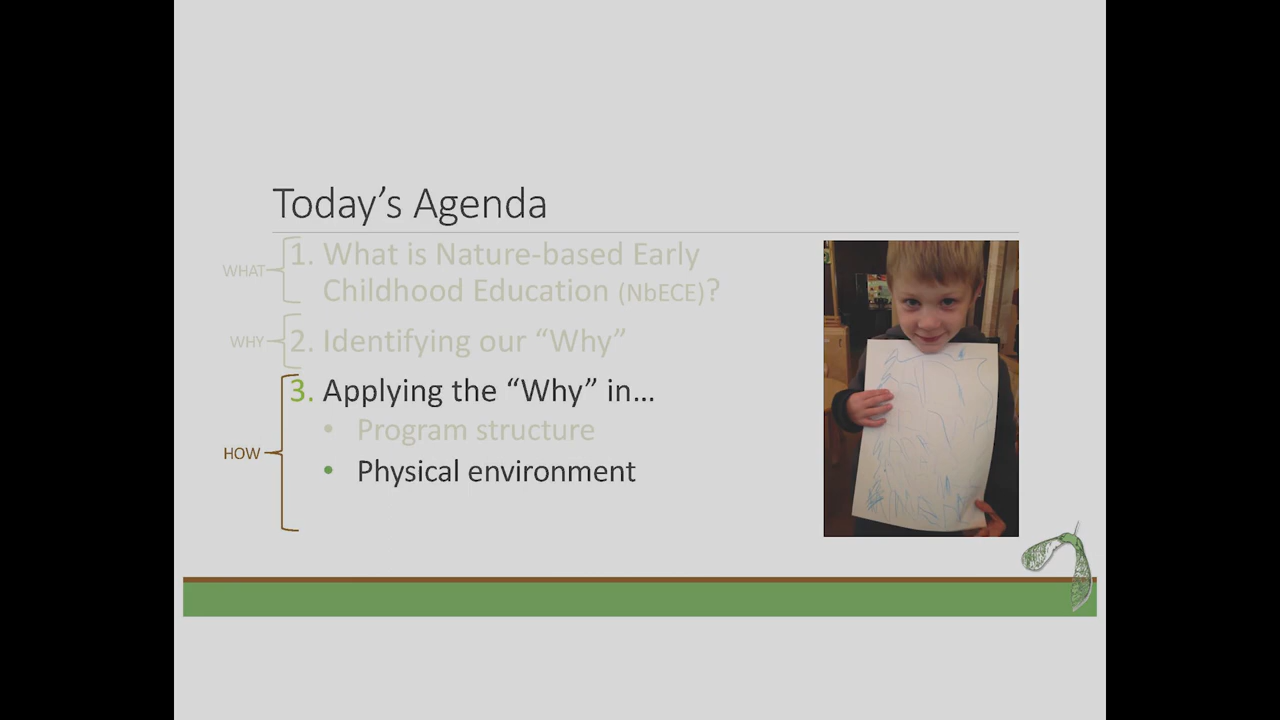 Today’s Agenda
WHAT
1. What is Nature-based Early
Childhood Education (NbECE)?
WHY
2. Identifying our “Why”
HOW
3. Applying the “Why” in…
• Program structure
• Physical environment